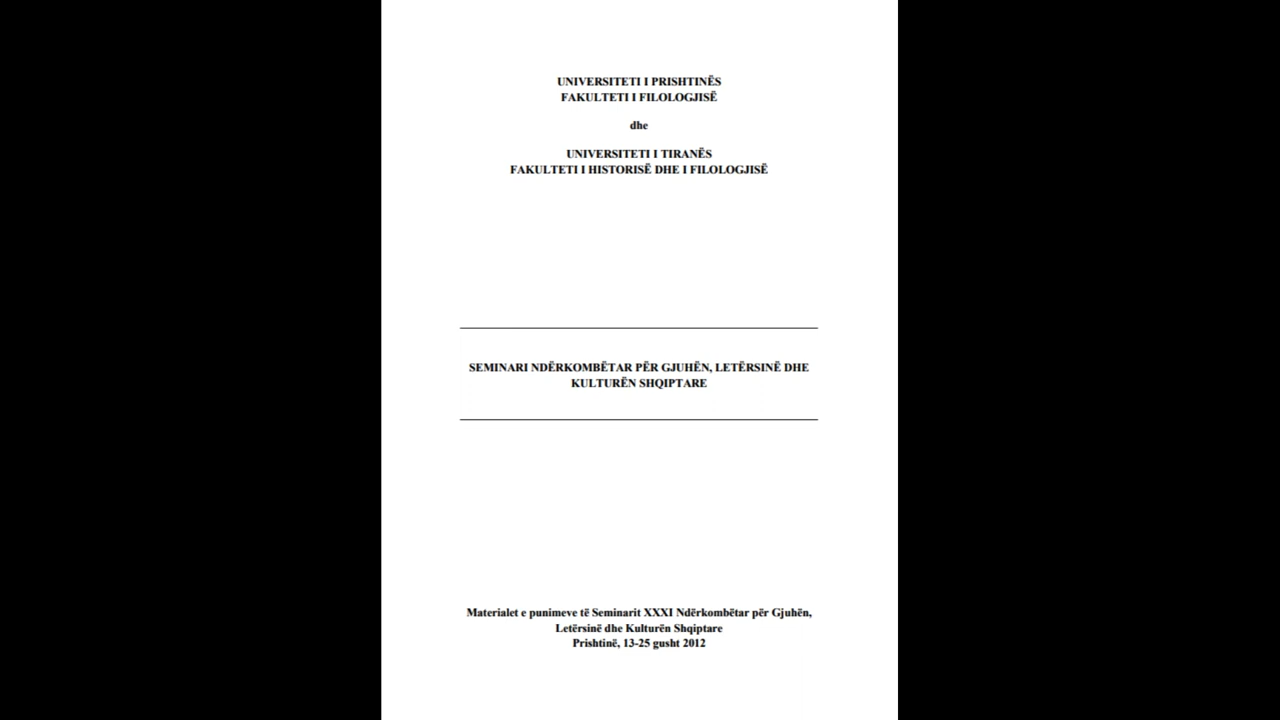 UNIVERSITETI I PRISHTINËS
FAKULTETI I FILOLOGJISË
dhe
UNIVERSITETI I TIRANËS
FAKULTETI I HISTORISË DHE I FILOLOGJISË
SEMINARI NDËRKOMBËTAR PËR GJUHËN, LETËRSINË DHE
KULTURËN SHQIPTARE
Materialet e punimeve të Seminarit XXXI Ndërkombëtar për Gjuhën,
Letërsinë dhe Kulturën Shqiptare
Prishtinë, 13-25 gusht 2012